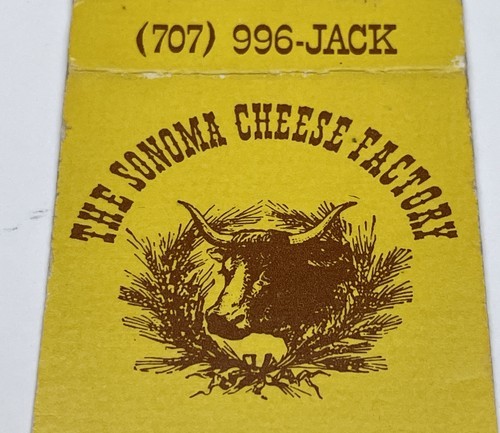 (707) 996-JACK
THE SONOMA CHEESE FACTORY